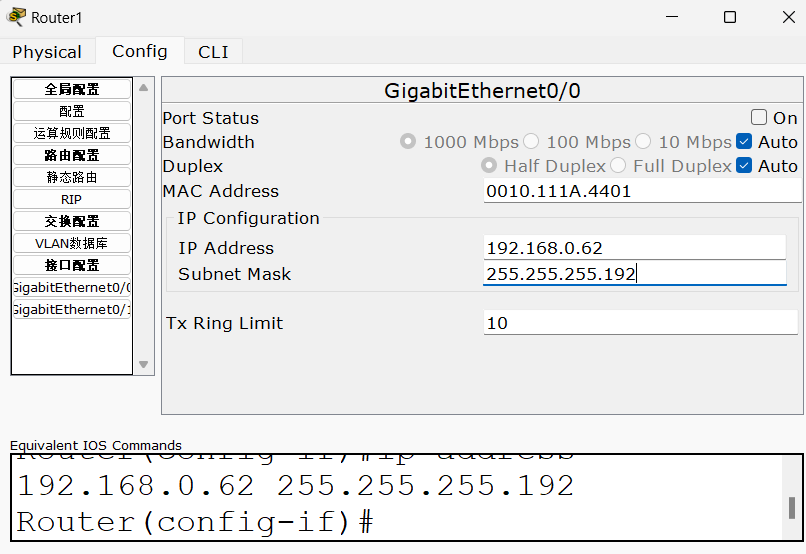 Router1
Physical Config CLI
全局配置
配置
运算规则配置
路由配置
静态路由
RIP
交换配置
VLAN数据库
接口配置
GigabitEthernet0/0
GigabitEthernet0/1
GigabitEthernet0/0
Port Status On
Bandwidth 1000 Mbps 100 Mbps 10 Mbps Auto
Duplex Half Duplex Full Duplex Auto
MAC Address 0010.111A.4401
IP Configuration
IP Address 192.168.0.62
Subnet Mask 255.255.255.192
Tx Ring Limit 10
Equivalent IOS Commands
Router(config-if)#ip address
192.168.0.62 255.255.255.192
Router(config-if)#